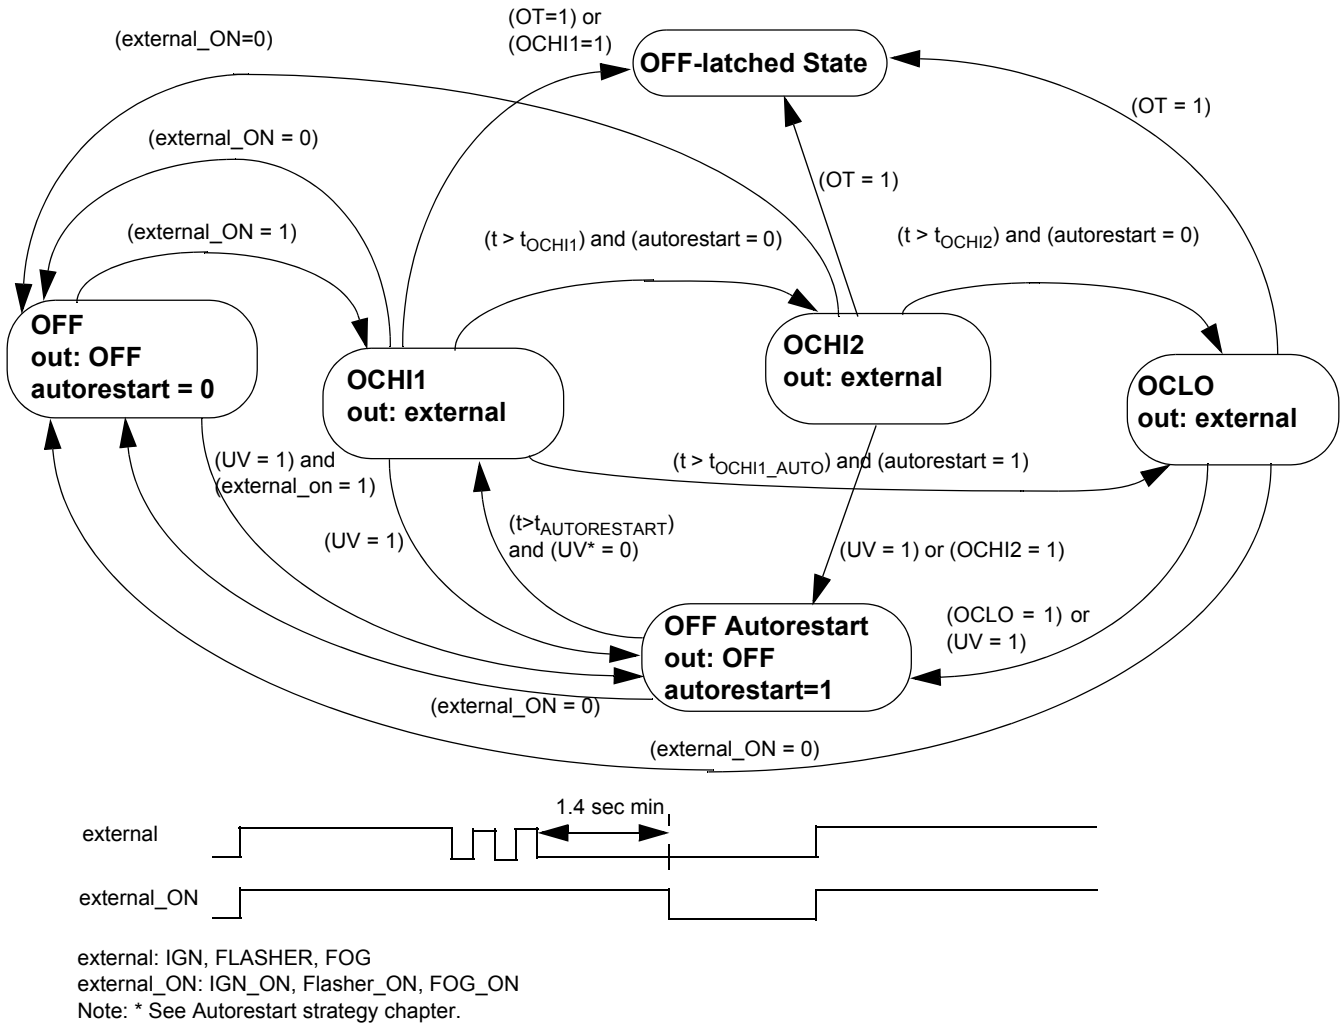 (external_ON=0)
(OT=1) or
(OCHI1=1)
OFF-latched State
(OT = 1)
(external_ON = 0)
(OT = 1)
(external_ON = 1)
(t > tOCHI1) and (autorestart = 0)
(t > tOCHI2) and (autorestart = 0)
OFF
out: OFF
autorestart = 0
OCHI1
out: external
OCHI2
out: external
OCLO
out: external
(UV = 1) and
(external_on = 1)
(t > tOCHI1_AUTO) and (autorestart = 1)
(UV = 1)
(t>tAUTORESTART)
and (UV* = 0)
(UV = 1) or (OCHI2 = 1)
OFF Autorestart
out: OFF
autorestart=1
(OCLO = 1) or
(UV = 1)
(external_ON = 0)
(external_ON = 0)
1.4 sec min
external
external_ON
external: IGN, FLASHER, FOG
external_ON: IGN_ON, Flasher_ON, FOG_ON
Note: * See Autorestart strategy chapter.